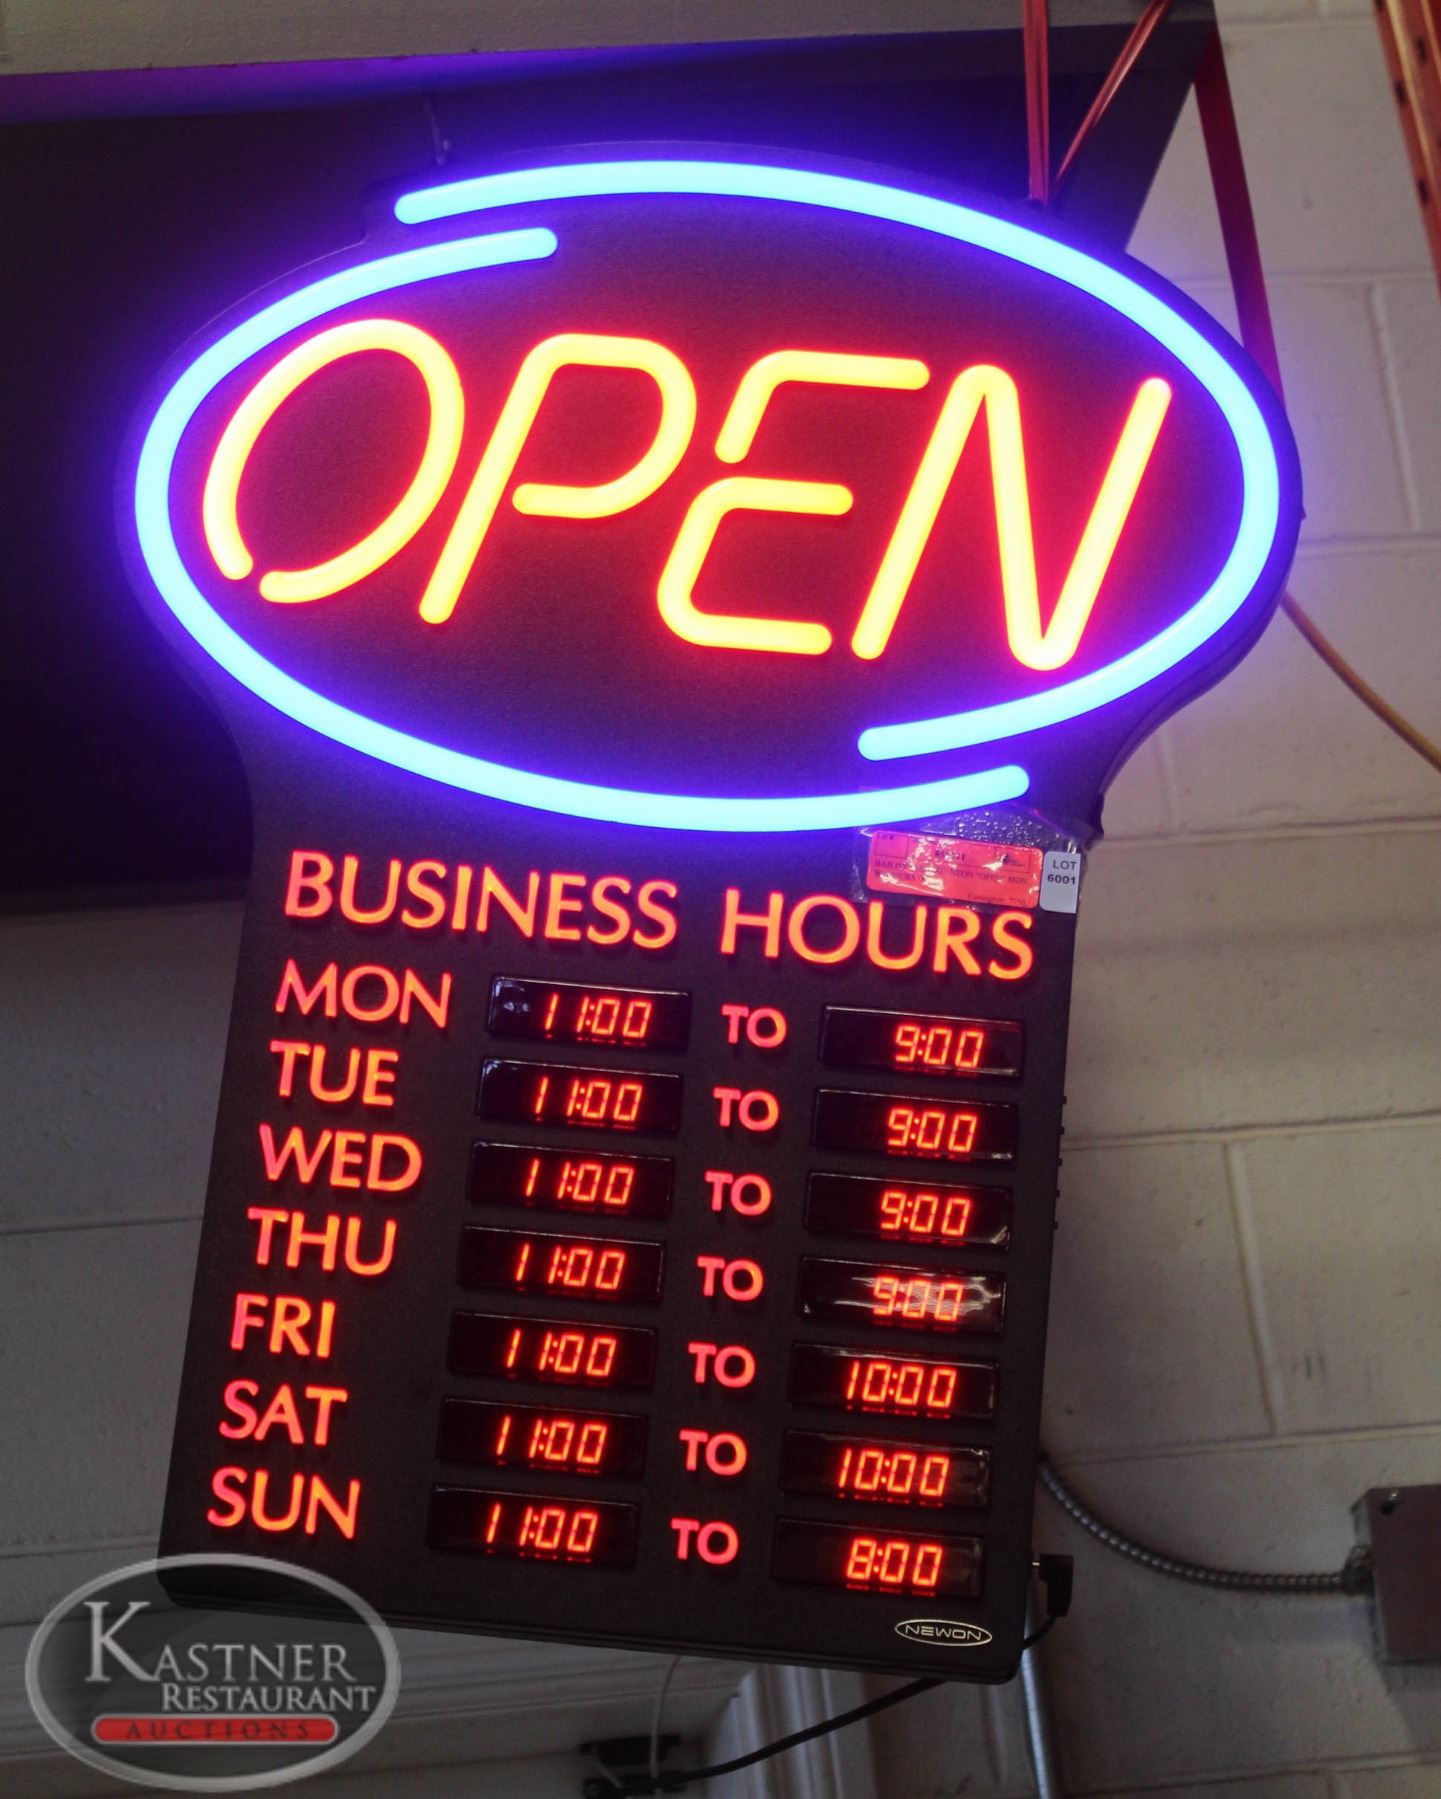 OPEN
LOT
6001
BUSINESS HOURS
MON 11:00 TO 9:00
TUE 11:00 TO 9:00
WED 11:00 TO 9:00
THU 11:00 TO 9:00
FRI 11:00 TO 10:00
SAT 11:00 TO 10:00
SUN 11:00 TO 8:00
NEWON
KASTNER
RESTAURANT
AUCTIONS